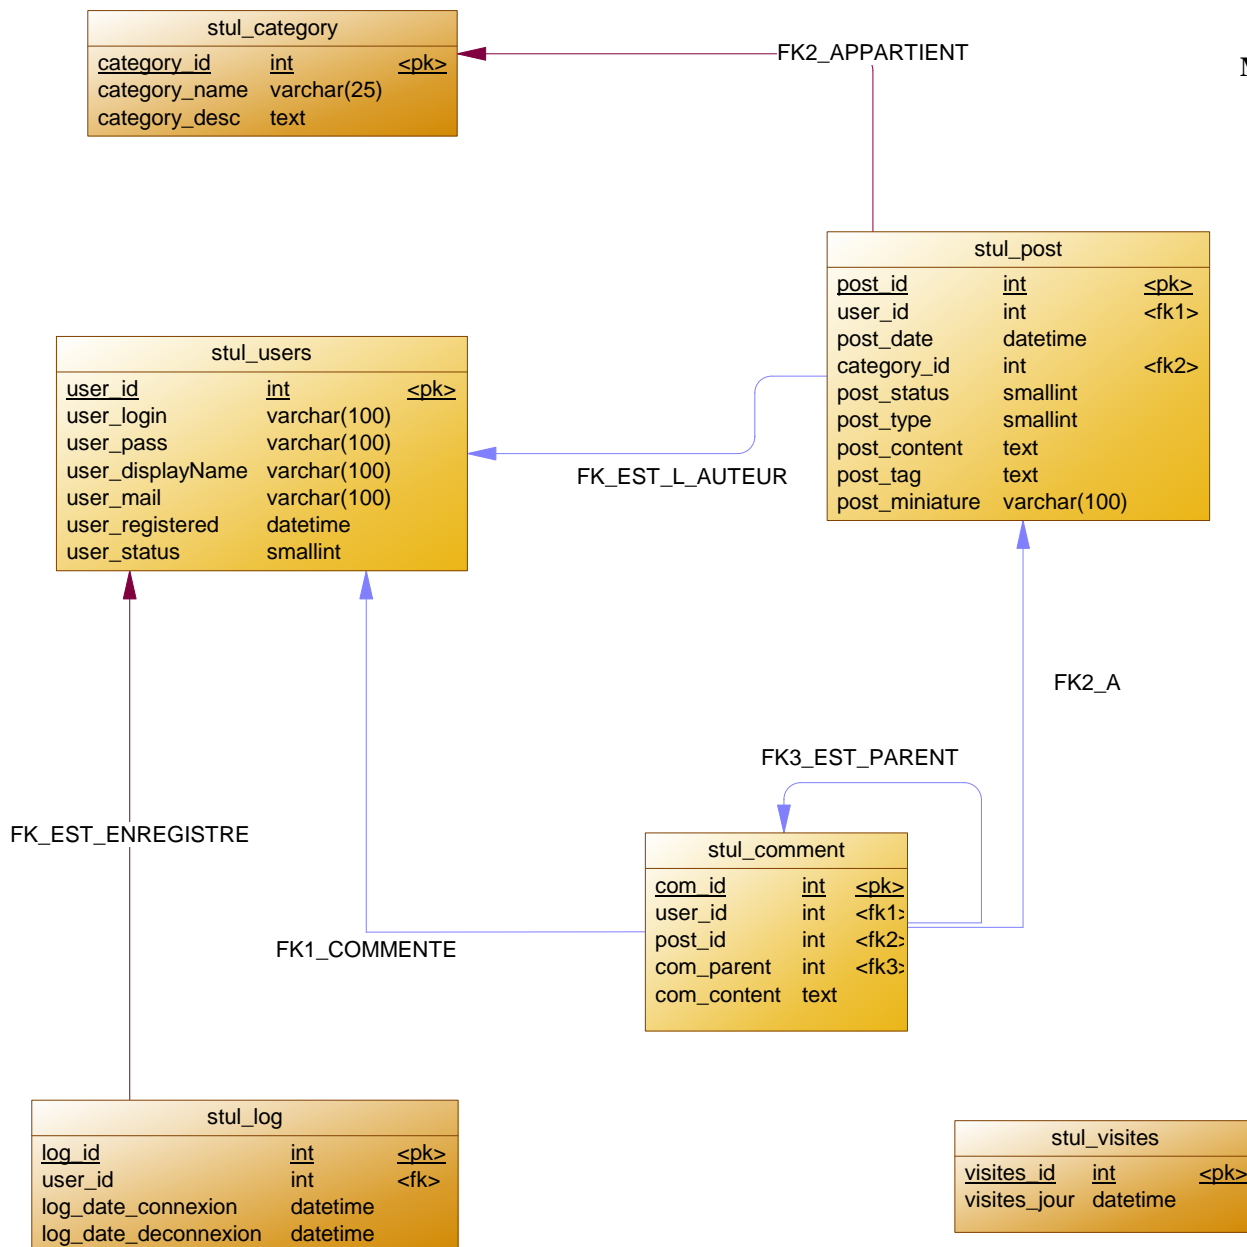 stul_category
category_id int <pk>
category_name varchar(25)
category_desc text
FK2_APPARTIENT
M
stul_post
post_id int <pk>
user_id int <fk1>
post_date datetime
category_id int <fk2>
post_status smallint
post_type smallint
post_content text
post_tag text
post_miniature varchar(100)
stul_users
user_id int <pk>
user_login varchar(100)
user_pass varchar(100)
user_displayName varchar(100)
user_mail varchar(100)
user_registered datetime
user_status smallint
FK_EST_L_AUTEUR
FK2_A
FK3_EST_PARENT
FK_EST_ENREGISTRE
stul_comment
com_id int <pk>
user_id int <fk1>
post_id int <fk2>
com_parent int <fk3>
com_content text
FK1_COMMENTE
stul_log
log_id int <pk>
user_id int <fk>
log_date_connexion datetime
log_date_deconnexion datetime
stul_visites
visites_id int <pk>
visites_jour datetime